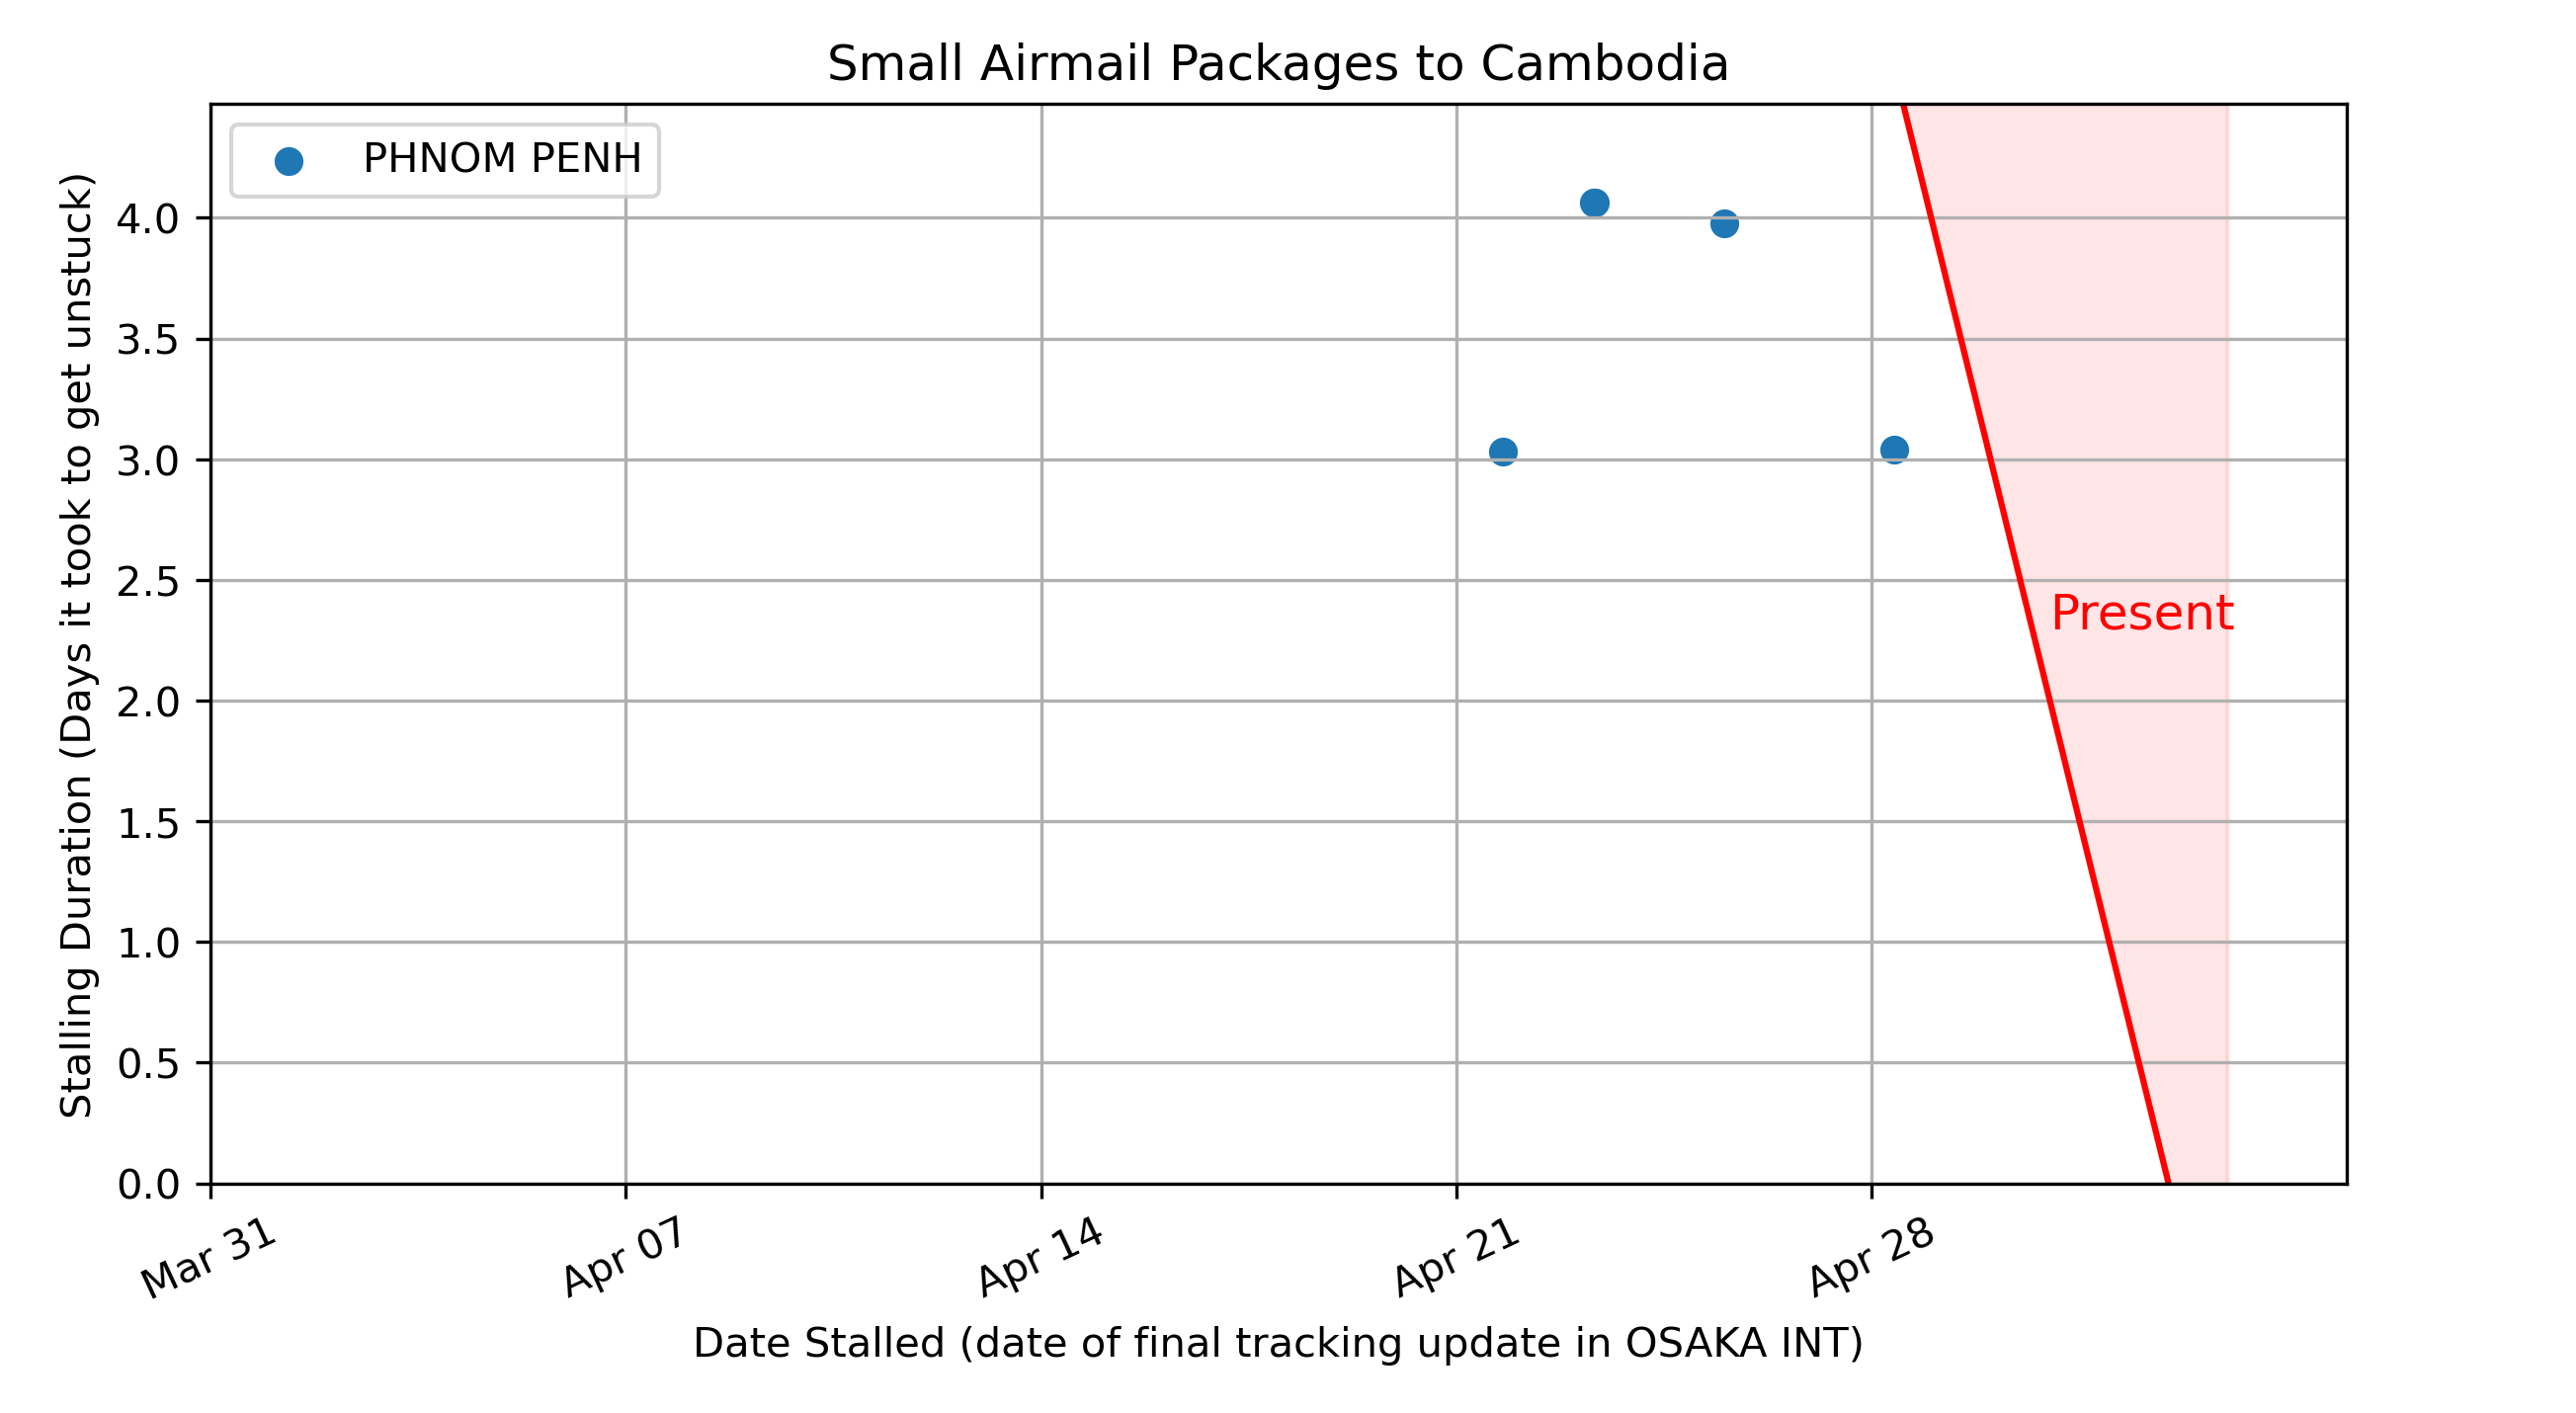 Small Airmail Packages to Cambodia
PHNOM PENH
Stalling Duration (Days it took to get unstuck)
4.0
3.5
3.0
2.5
2.0
1.5
1.0
0.5
0.0
Present
Mar 31
Apr 07
Apr 14
Apr 21
Apr 28
Date Stalled (date of final tracking update in OSAKA INT)